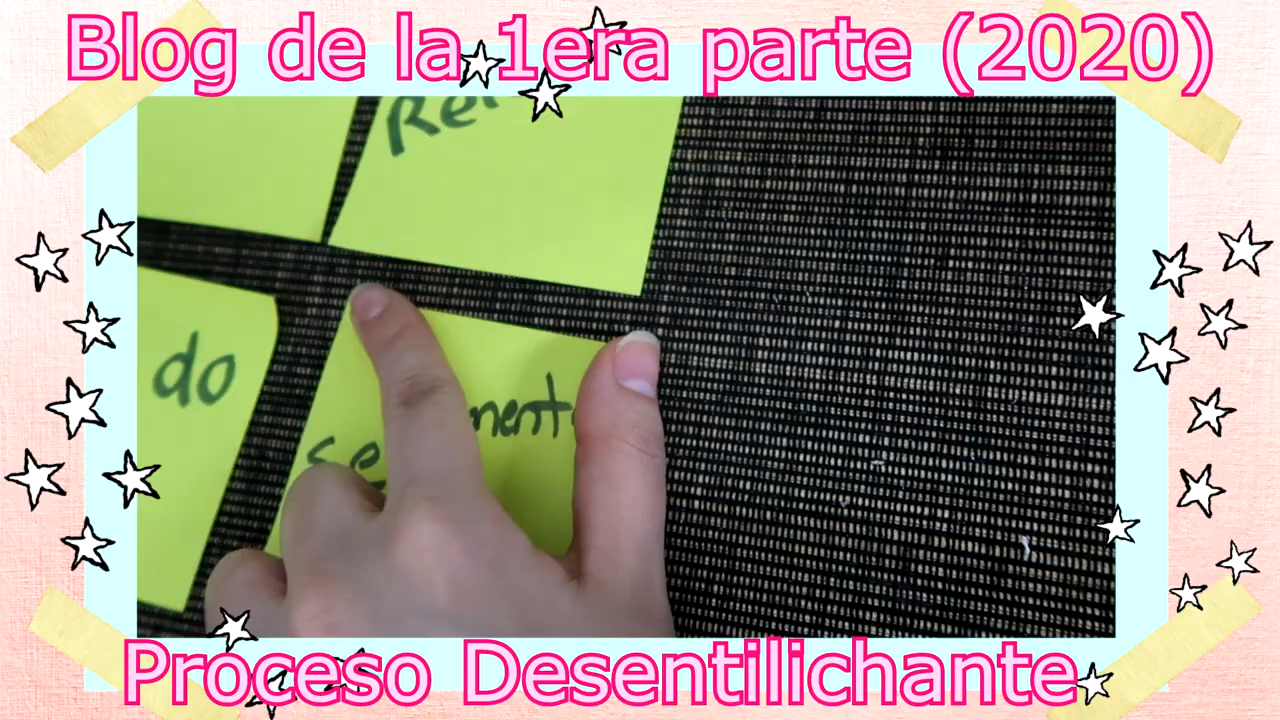 Blog de la 1era parte (2020)
do
Proceso Desentilichante